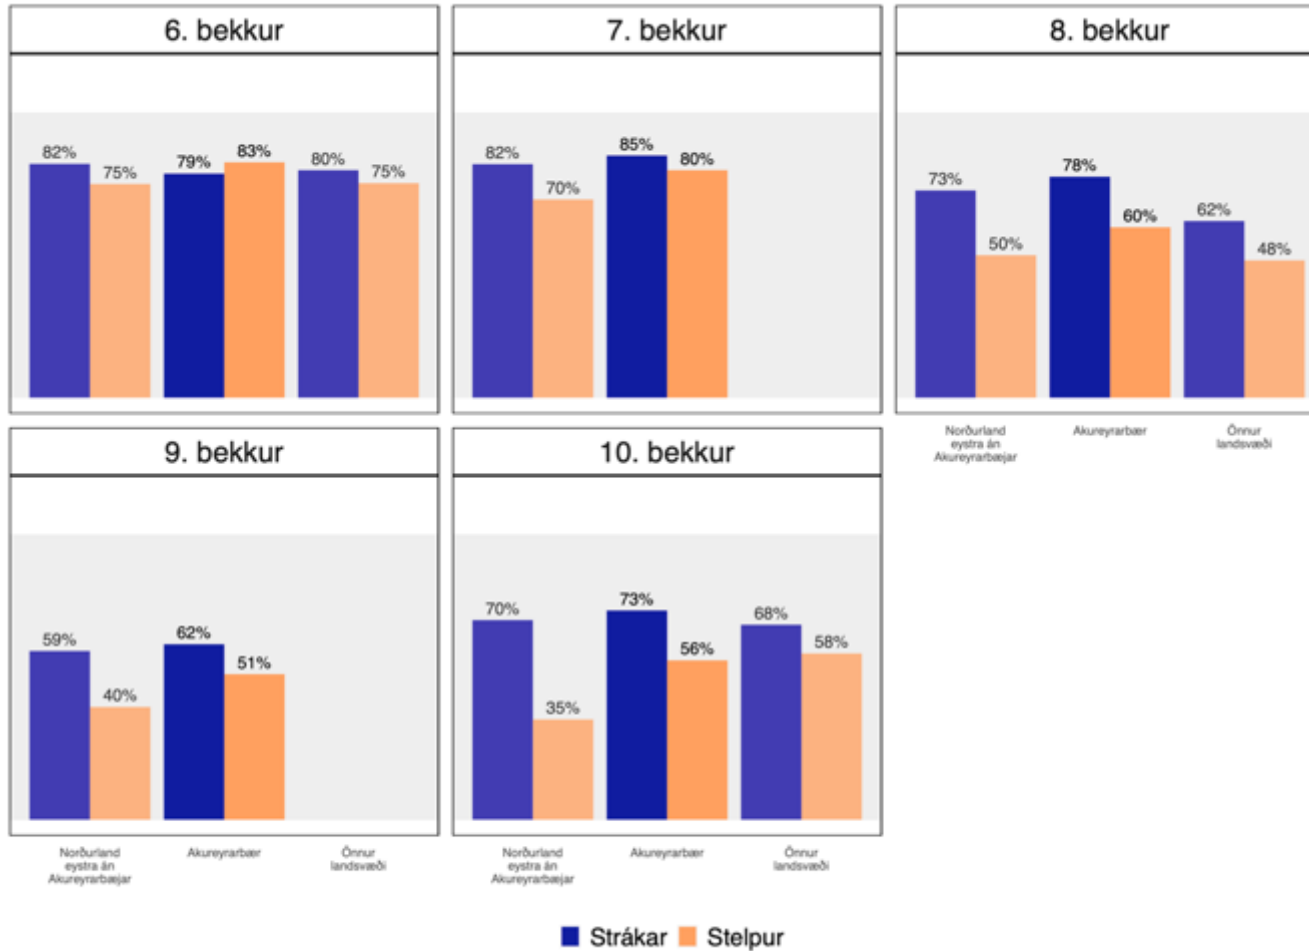 6. bekkur
82%
75%
79%
83%
80%
75%
7. bekkur
82%
70%
85%
80%
8. bekkur
73%
50%
78%
60%
62%
48%
Norðurland
eystra án
Akureyrarbæjar
Akureyrarbær
Önnur
landsvæði
9. bekkur
59%
40%
62%
51%
Norðurland
eystra án
Akureyrarbæjar
Akureyrarbær
Önnur
landsvæði
10. bekkur
70%
35%
73%
56%
68%
58%
Norðurland
eystra án
Akureyrarbæjar
Akureyrarbær
Önnur
landsvæði
Strákar Stelpur